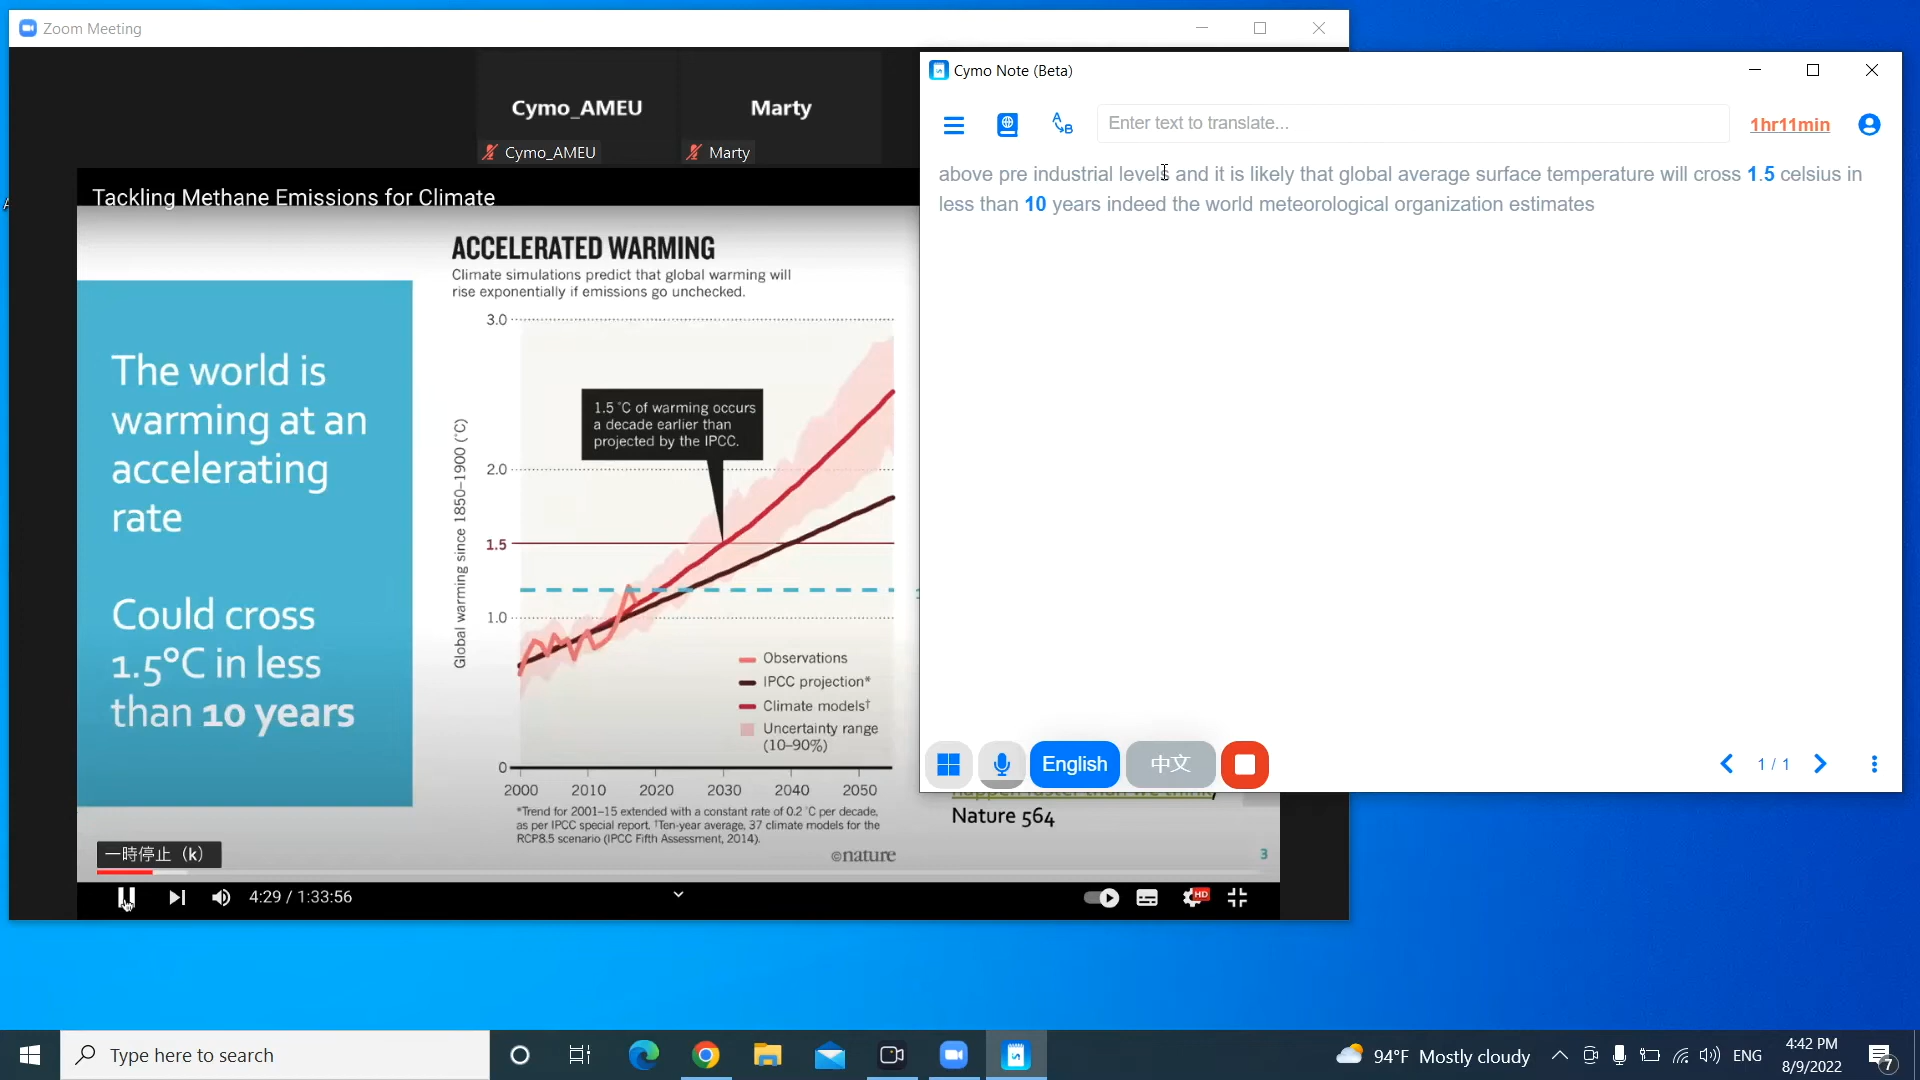 Zoom Meeting
Cymo_AMEU
Marty
Cymo_AMEU
Marty
Tackling Methane Emissions for Climate
The world is
warming at an
accelerating
rate
Could cross
1.5°C in less
than 10 years
ACCELERATED WARMING
Climate simulations predict that global warming will
rise exponentially if emissions go unchecked.
Global warming since 1850–1900 (°C)
3.0
2.0
1.5
1.0
0
1.5 °C of warming occurs
a decade earlier than
projected by the IPCC.
Observations
IPCC projection*
Climate models†
Uncertainty range
(10–90%)
2000 2010 2020 2030 2040 2050
*Trend for 2001–15 extended with a constant rate of 0.2 °C per decade,
as per IPCC special report. †Ten-year average, 37 climate models for the
RCP8.5 scenario (IPCC Fifth Assessment, 2014).
©nature
Nature 564
3
一時停止（k）
4:29 / 1:33:56
HD
Cymo Note (Beta)
Enter text to translate...
1hr11min
above pre industrial levels and it is likely that global average surface temperature will cross 1.5 celsius in
less than 10 years indeed the world meteorological organization estimates
English
中文
1 / 1
Type here to search
94°F Mostly cloudy
ENG
4:42 PM
8/9/2022
7